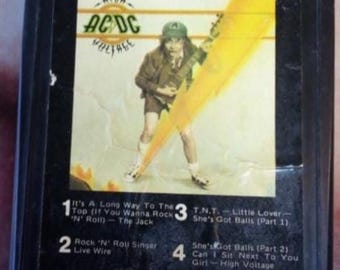 HIGH
AC/DC
VOLTAGE
1 It's A Long Way To The
Top (If You Wanna Rock
'N' Roll) — The Jack
2 Rock 'N' Roll Singer
Live Wire
3 T.N.T. — Little Lover —
She's Got Balls (Part 1)
4 She's Got Balls (Part 2)
Can I Sit Next To You
Girl — High Voltage